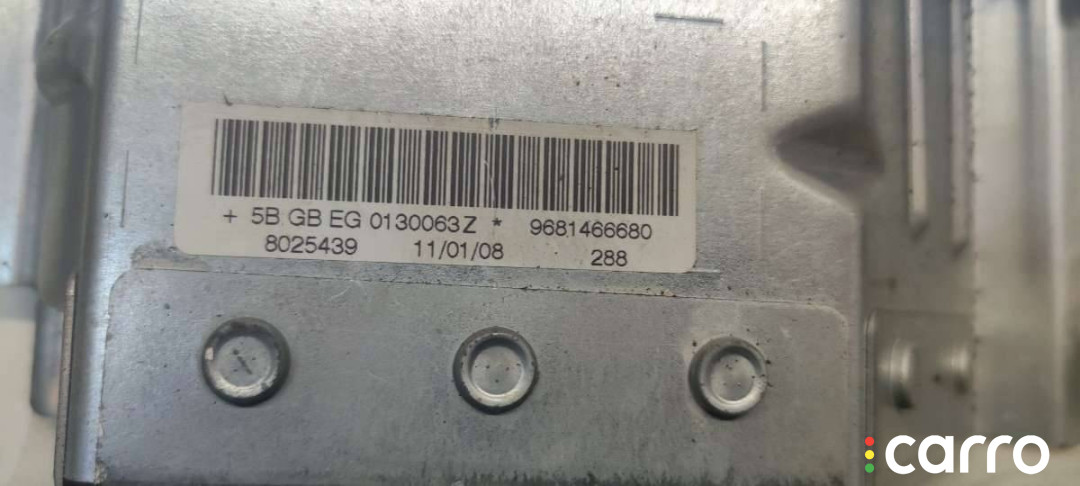 + 5B GB EG 0130063Z * 9681466680
8025439 11/01/08 288
carro